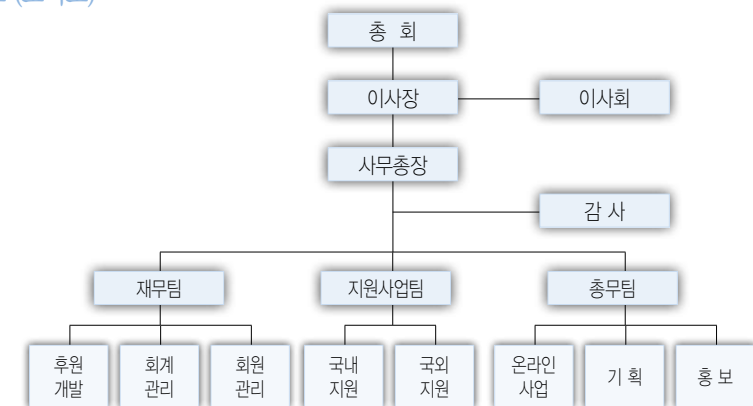 총 회
이사장
이사회
사무총장
감 사
재무팀
지원사업팀
총무팀
후원
개발
회계
관리
회원
관리
국내
지원
국외
지원
온라인
사업
기 획
홍 보